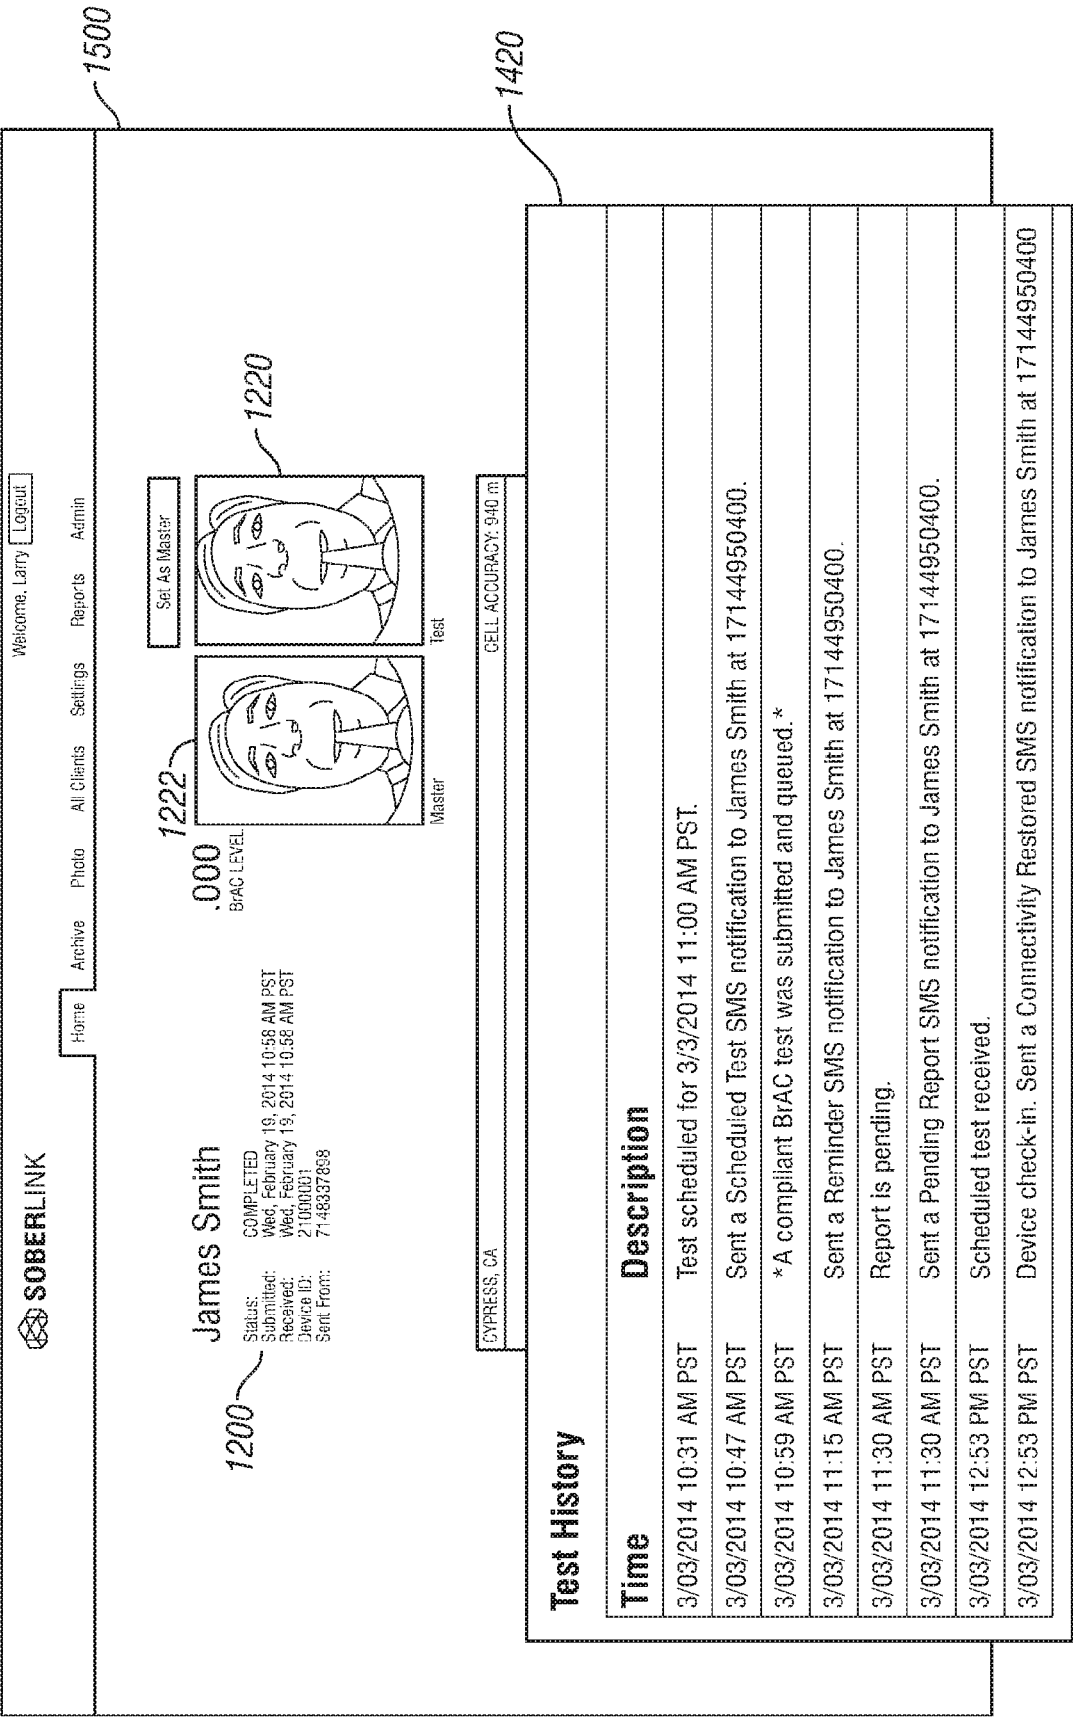 1500
SOBERLINK
Welcome, Larry Logout
Home Archive Photo All Clients Settings Reports Admin
James Smith
1200
Status: COMPLETED
Submitted: Wed, February 19, 2014 10:58 AM PST
Received: Wed, February 19, 2014 10:58 AM PST
Device ID: 21000001
Sent From: 7148337898
.000
BrAC LEVEL
1222
Set As Master
1220
Master
Test
CYPRESS, CA CELL ACCURACY: 940 m
1420
Test History
Time Description
3/03/2014 10:31 AM PST Test scheduled for 3/3/2014 11:00 AM PST.
3/03/2014 10:47 AM PST Sent a Scheduled Test SMS notification to James Smith at 17144950400.
3/03/2014 10:59 AM PST *A compliant BrAC test was submitted and queued.*
3/03/2014 11:15 AM PST Sent a Reminder SMS notification to James Smith at 17144950400.
3/03/2014 11:30 AM PST Report is pending.
3/03/2014 11:30 AM PST Sent a Pending Report SMS notification to James Smith at 17144950400.
3/03/2014 12:53 PM PST Scheduled test received.
3/03/2014 12:53 PM PST Device check-in. Sent a Connectivity Restored SMS notification to James Smith at 17144950400